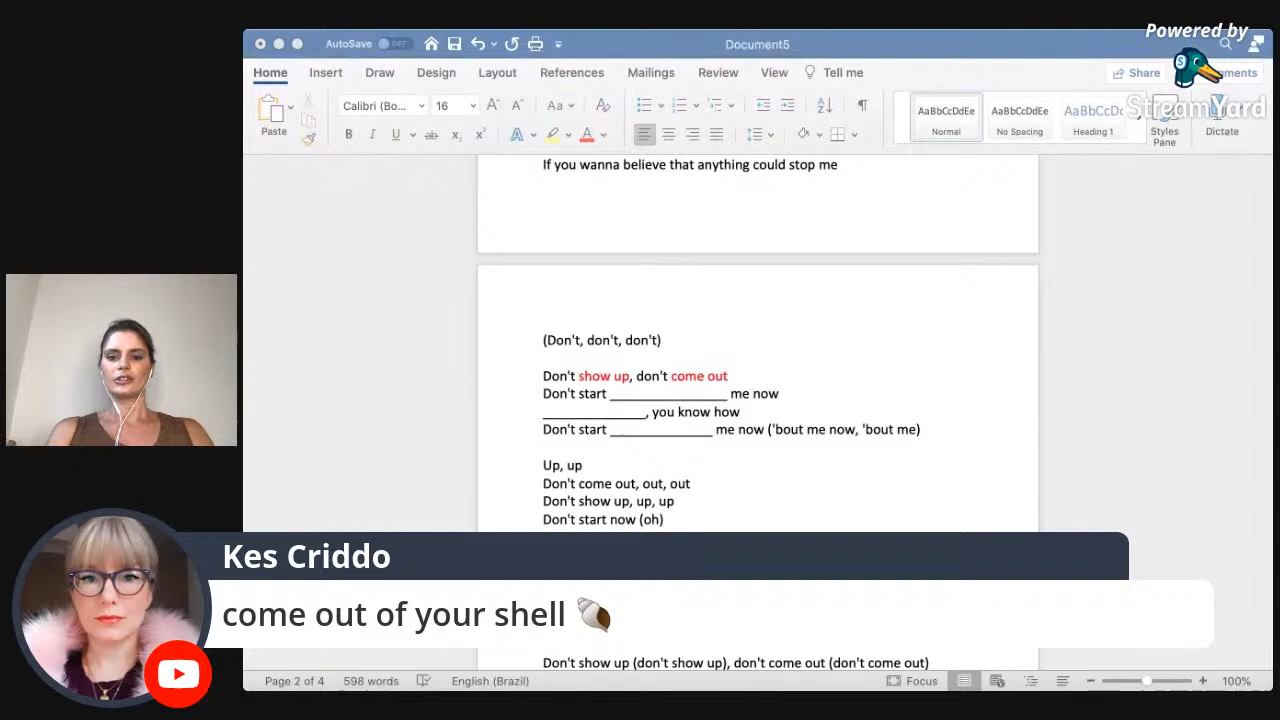 Powered by
StreamYard
AutoSave OFF
Document5
Home Insert Draw Design Layout References Mailings Review View Tell me
Share
Paste
Calibri (Bo... 16
Aa
AaBbCcDdEe AaBbCcDdEe AaBbCcDc
Normal No Spacing Heading 1
Styles Pane
Dictate
If you wanna believe that anything could stop me
(Don't, don't, don't)
Don't show up, don't come out
Don't start ________________ me now
______________, you know how
Don't start ______________ me now ('bout me now, 'bout me)
Up, up
Don't come out, out, out
Don't show up, up, up
Don't start now (oh)
Kes Criddo
come out of your shell 🐚
Don't show up (don't show up), don't come out (don't come out)
Page 2 of 4 598 words English (Brazil) Focus 100%